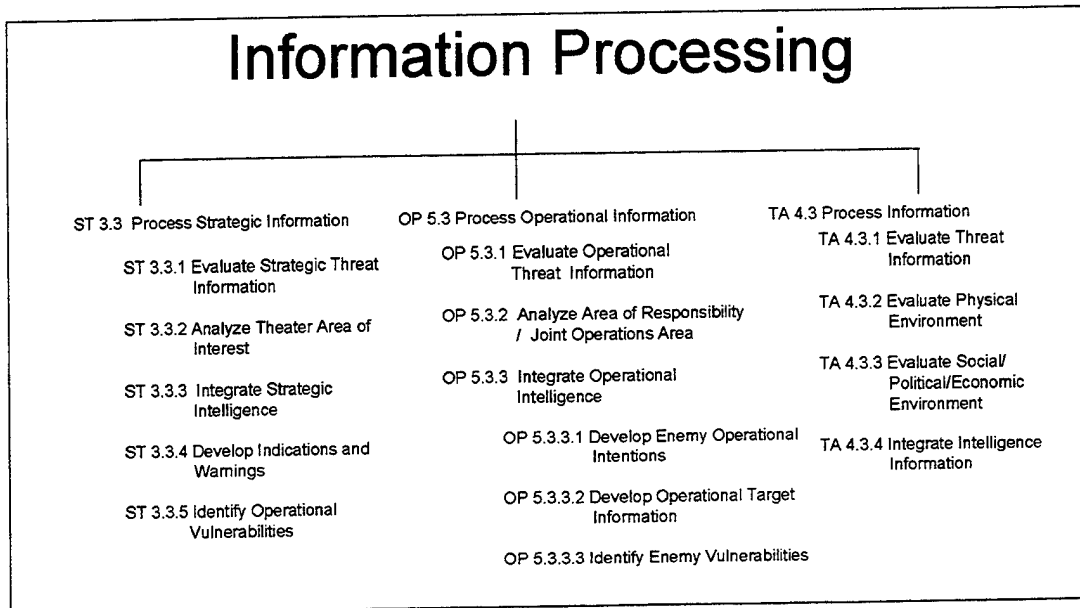 Information Processing
ST 3.3 Process Strategic Information
ST 3.3.1 Evaluate Strategic Threat
Information
ST 3.3.2 Analyze Theater Area of
Interest
ST 3.3.3 Integrate Strategic
Intelligence
ST 3.3.4 Develop Indications and
Warnings
ST 3.3.5 Identify Operational
Vulnerabilities
OP 5.3 Process Operational Information
OP 5.3.1 Evaluate Operational
Threat Information
OP 5.3.2 Analyze Area of Responsibility
/ Joint Operations Area
OP 5.3.3 Integrate Operational
Intelligence
OP 5.3.3.1 Develop Enemy Operational
Intentions
OP 5.3.3.2 Develop Operational Target
Information
OP 5.3.3.3 Identify Enemy Vulnerabilities
TA 4.3 Process Information
TA 4.3.1 Evaluate Threat
Information
TA 4.3.2 Evaluate Physical
Environment
TA 4.3.3 Evaluate Social/
Political/Economic
Environment
TA 4.3.4 Integrate Intelligence
Information